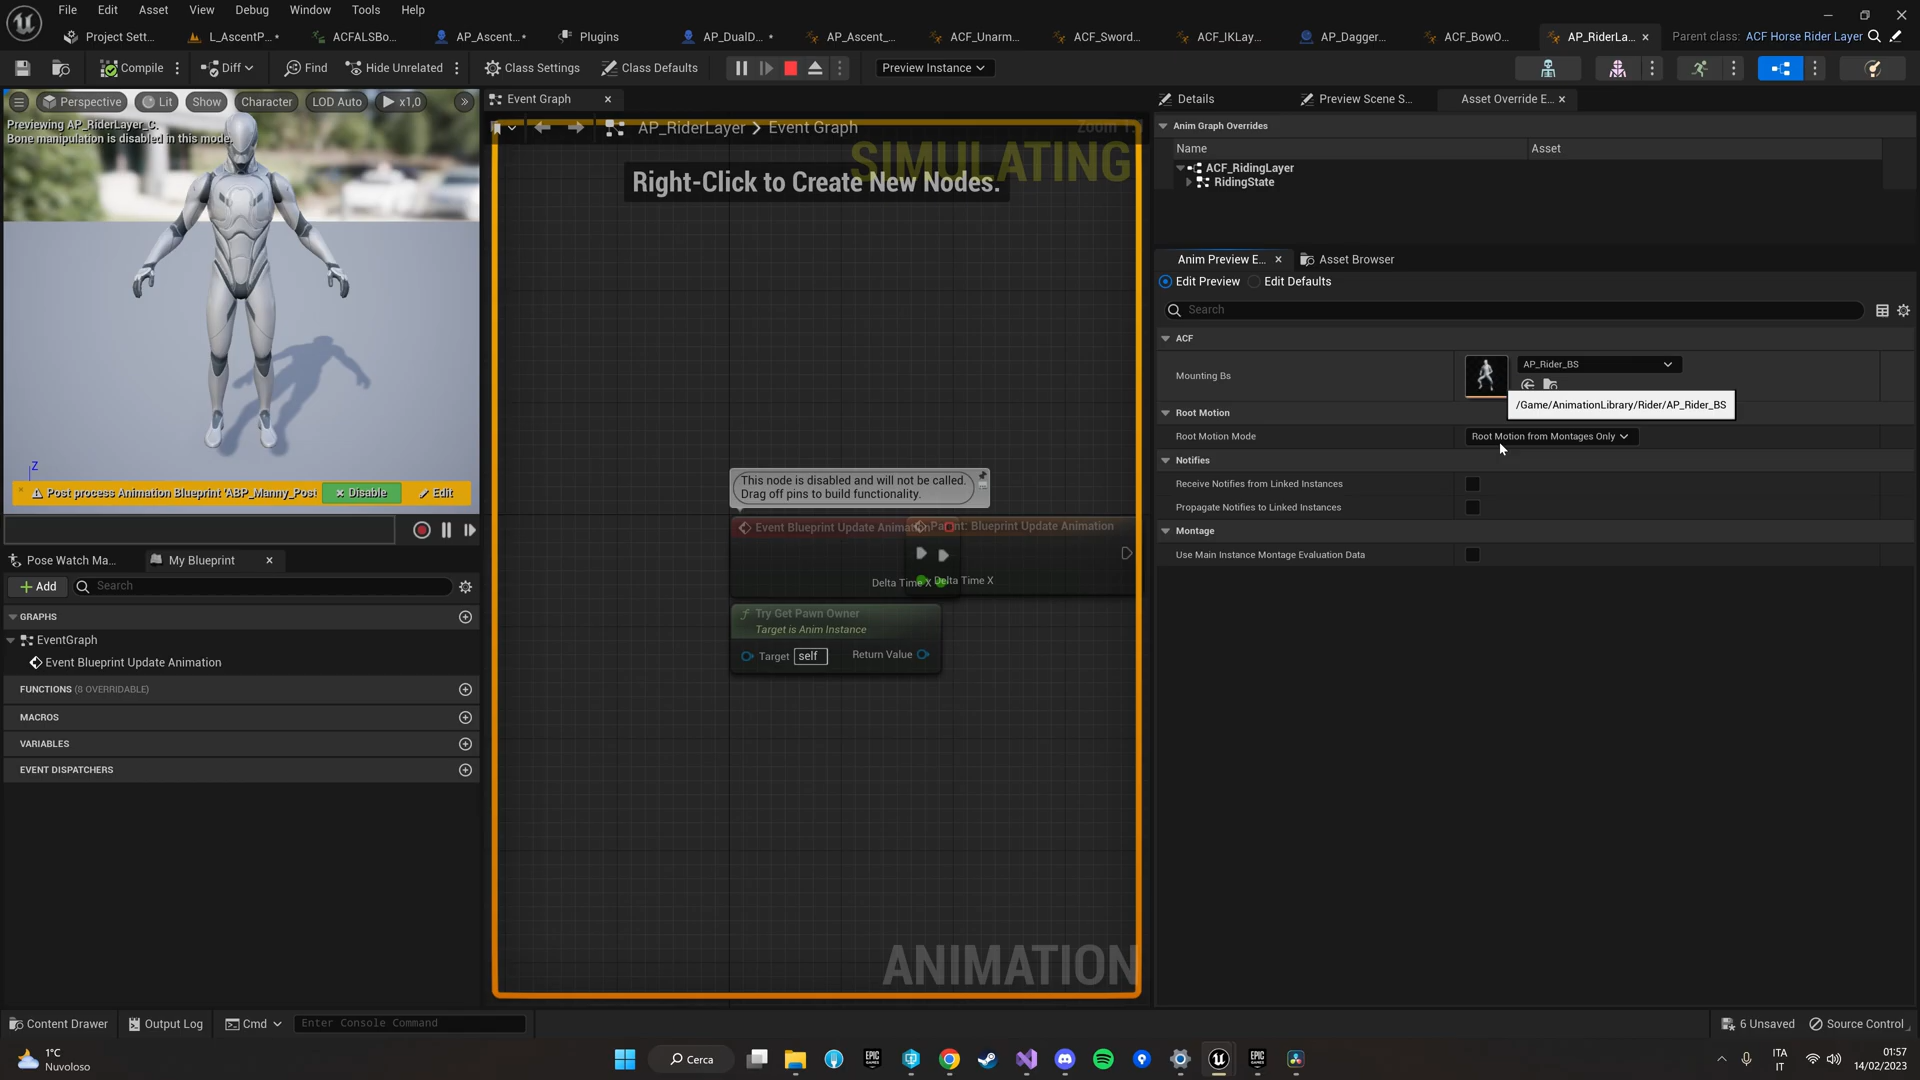 File Edit Asset View Debug Window Tools Help
Project Sett... L_AscentP...* ACFALSBo... AP_Ascent...* Plugins AP_DualD...* AP_Ascent_... ACF_Unarm... ACF_Sword... ACF_IKLay... AP_Dagger... ACF_BowO... AP_RiderLa... Parent class: ACF Horse Rider Layer
Compile Diff Find Hide Unrelated Class Settings Class Defaults Preview Instance
Perspective Lit Show Character LOD Auto x1,0
Previewing AP_RiderLayer_C.
Bone manipulation is disabled in this mode.
Post process Animation Blueprint 'ABP_Manny_Post Disable Edit
Pose Watch Ma... My Blueprint
Add Search
GRAPHS
EventGraph
Event Blueprint Update Animation
FUNCTIONS (8 OVERRIDABLE)
MACROS
VARIABLES
EVENT DISPATCHERS
Event Graph
AP_RiderLayer > Event Graph
Zoom 1:1
SIMULATING
Right-Click to Create New Nodes.
This node is disabled and will not be called.
Drag off pins to build functionality.
Event Blueprint Update Animation
Parent: Blueprint Update Animation
Delta Time X Delta Time X
Try Get Pawn Owner
Target is Anim Instance
Target self Return Value
ANIMATION
Details Preview Scene S... Asset Override E...
Anim Graph Overrides
Name Asset
ACF_RidingLayer
RidingState
Anim Preview E... Asset Browser
Edit Preview Edit Defaults
Search
ACF
Mounting Bs AP_Rider_BS
/Game/AnimationLibrary/Rider/AP_Rider_BS
Root Motion
Root Motion Mode Root Motion from Montages Only
Notifies
Receive Notifies from Linked Instances
Propagate Notifies to Linked Instances
Montage
Use Main Instance Montage Evaluation Data
Content Drawer Output Log Cmd Enter Console Command 6 Unsaved Source Control
1°C
Nuvoloso
Cerca
ITA
IT
01:57
14/02/2023
Z